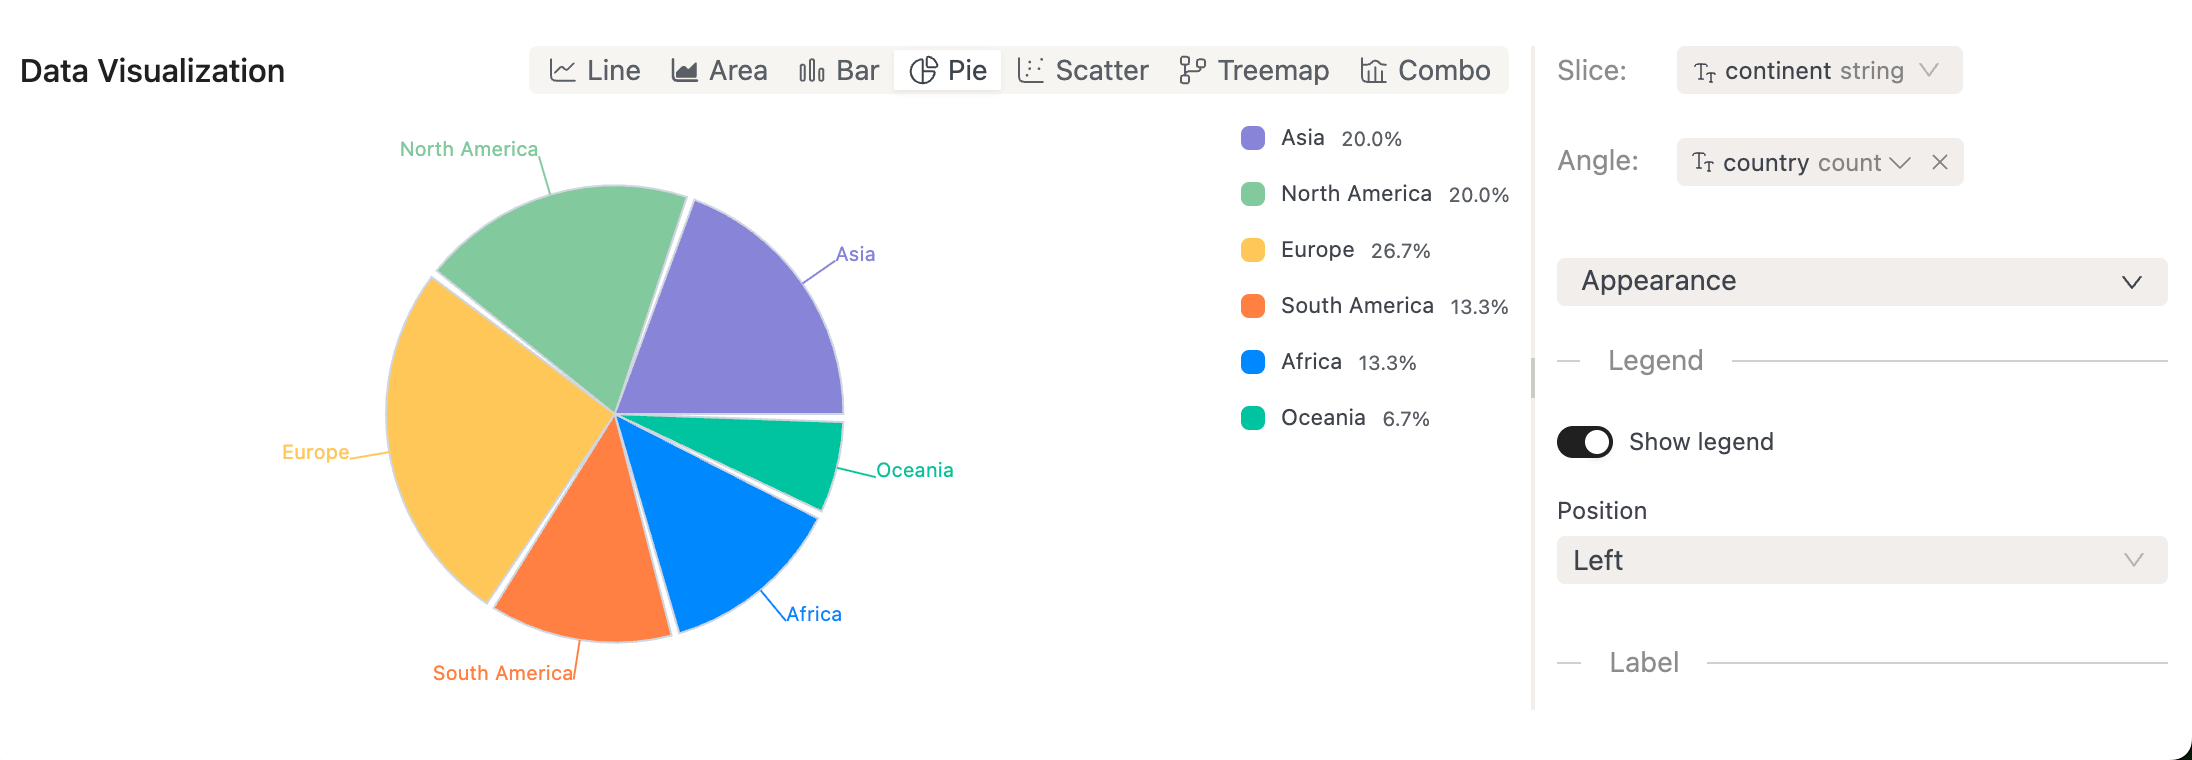 Data Visualization
Line Area Bar Pie Scatter Treemap Combo
North America
Asia
Europe
Oceania
Africa
South America
Asia 20.0%
North America 20.0%
Europe 26.7%
South America 13.3%
Africa 13.3%
Oceania 6.7%
Slice: continent string
Angle: country count
Appearance
Legend
Show legend
Position
Left
Label